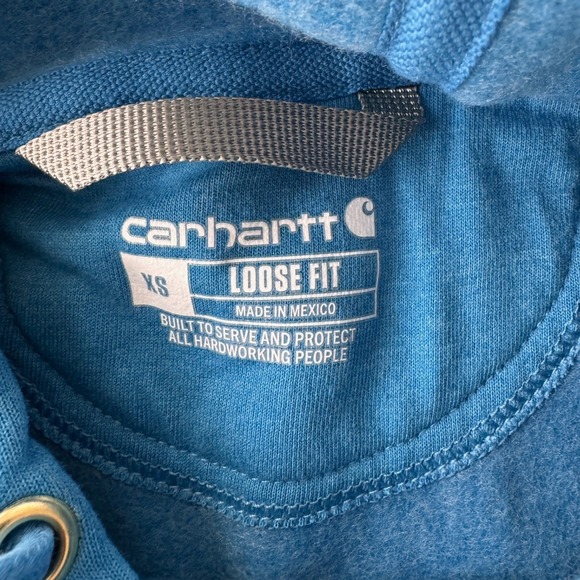 carhartt
XS LOOSE FIT
MADE IN MEXICO
BUILT TO SERVE AND PROTECT
ALL HARDWORKING PEOPLE